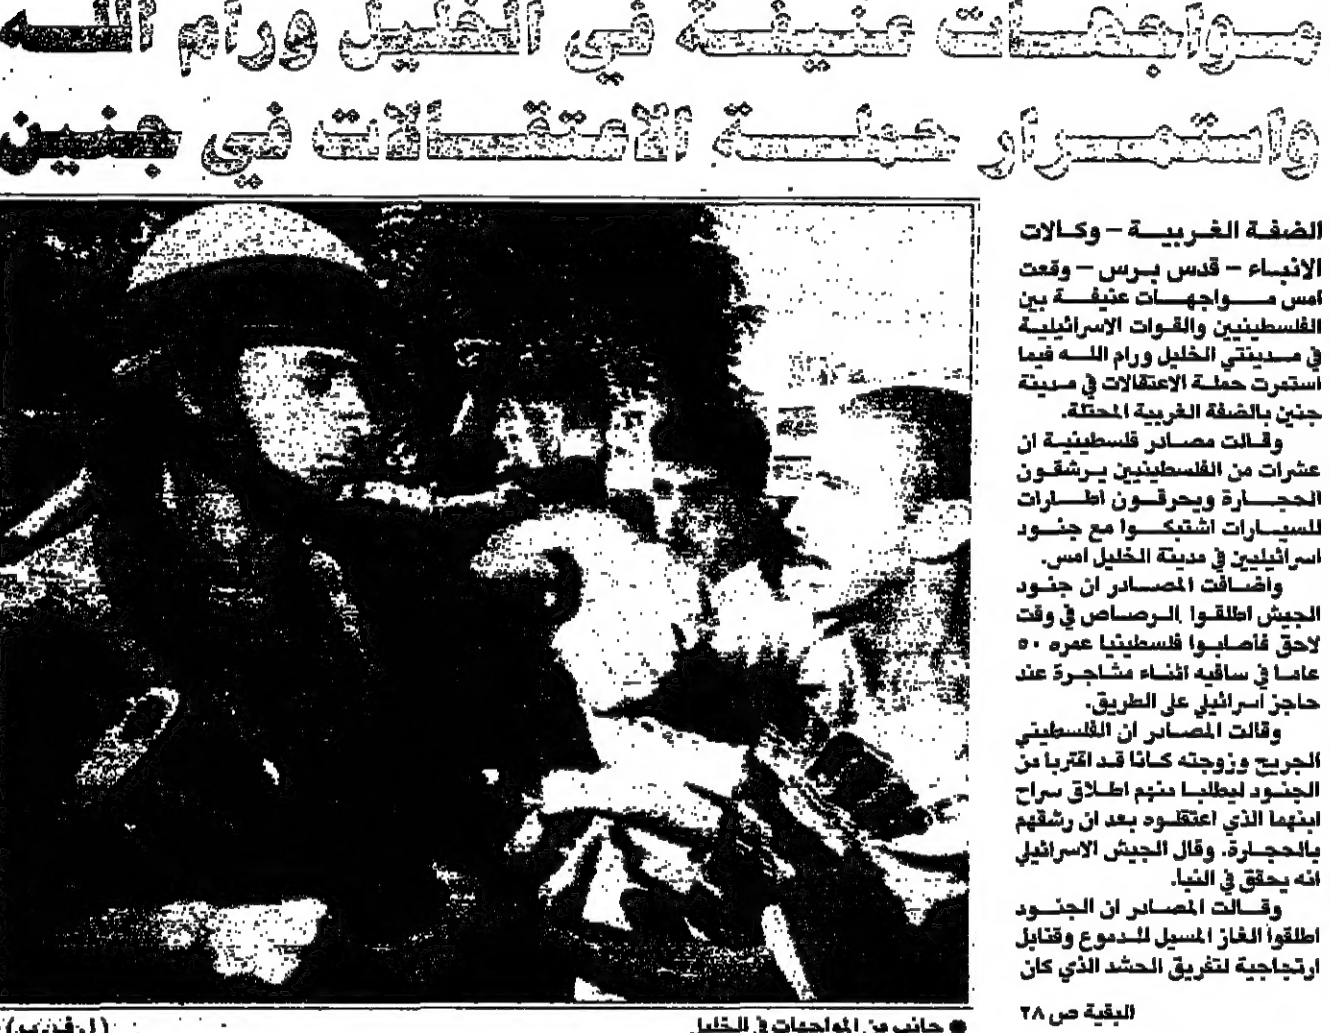 مواجهات عنيفة في الخليل ورام الله
واستمرار حملة الاعتقالات في جنين
الضفة الغربية - وكالات
الانباء - قدس برس - وقعت
امس مواجهات عنيفة بين
الفلسطينيين والقوات الاسرائيلية
في مدينتي الخليل ورام الله فيما
استمرت حملة الاعتقالات في مدينة
جنين بالضفة الغربية المحتلة.
وقالت مصادر فلسطينية ان
عشرات من الفلسطينيين يرشقون
الحجارة ويحرقون اطارات
للسيارات اشتبكوا مع جنود
اسرائيليين في مدينة الخليل امس.
واضافت المصادر ان جنود
الجيش اطلقوا الرصاص في وقت
لاحق فأصابوا فلسطينيا عمره ٥٠
عاما في ساقيه اثناء مشاجرة عند
حاجز اسرائيلي على الطريق.
وقالت المصادر ان الفلسطيني
الجريح وزوجته كانا قد اقتربا من
الجنود ليطلبا منهم اطلاق سراح
ابنهما الذي اعتقلوه بعد ان رشقهم
بالحجارة. وقال الجيش الاسرائيلي
انه يحقق في النبا.
وقالت المصادر ان الجنود
اطلقوا الغاز المسيل للدموع وقنابل
ارتجاجية لتفريق الحشد الذي كان
البقية ص ٢٨
● جانب من المواجهات في الخليل